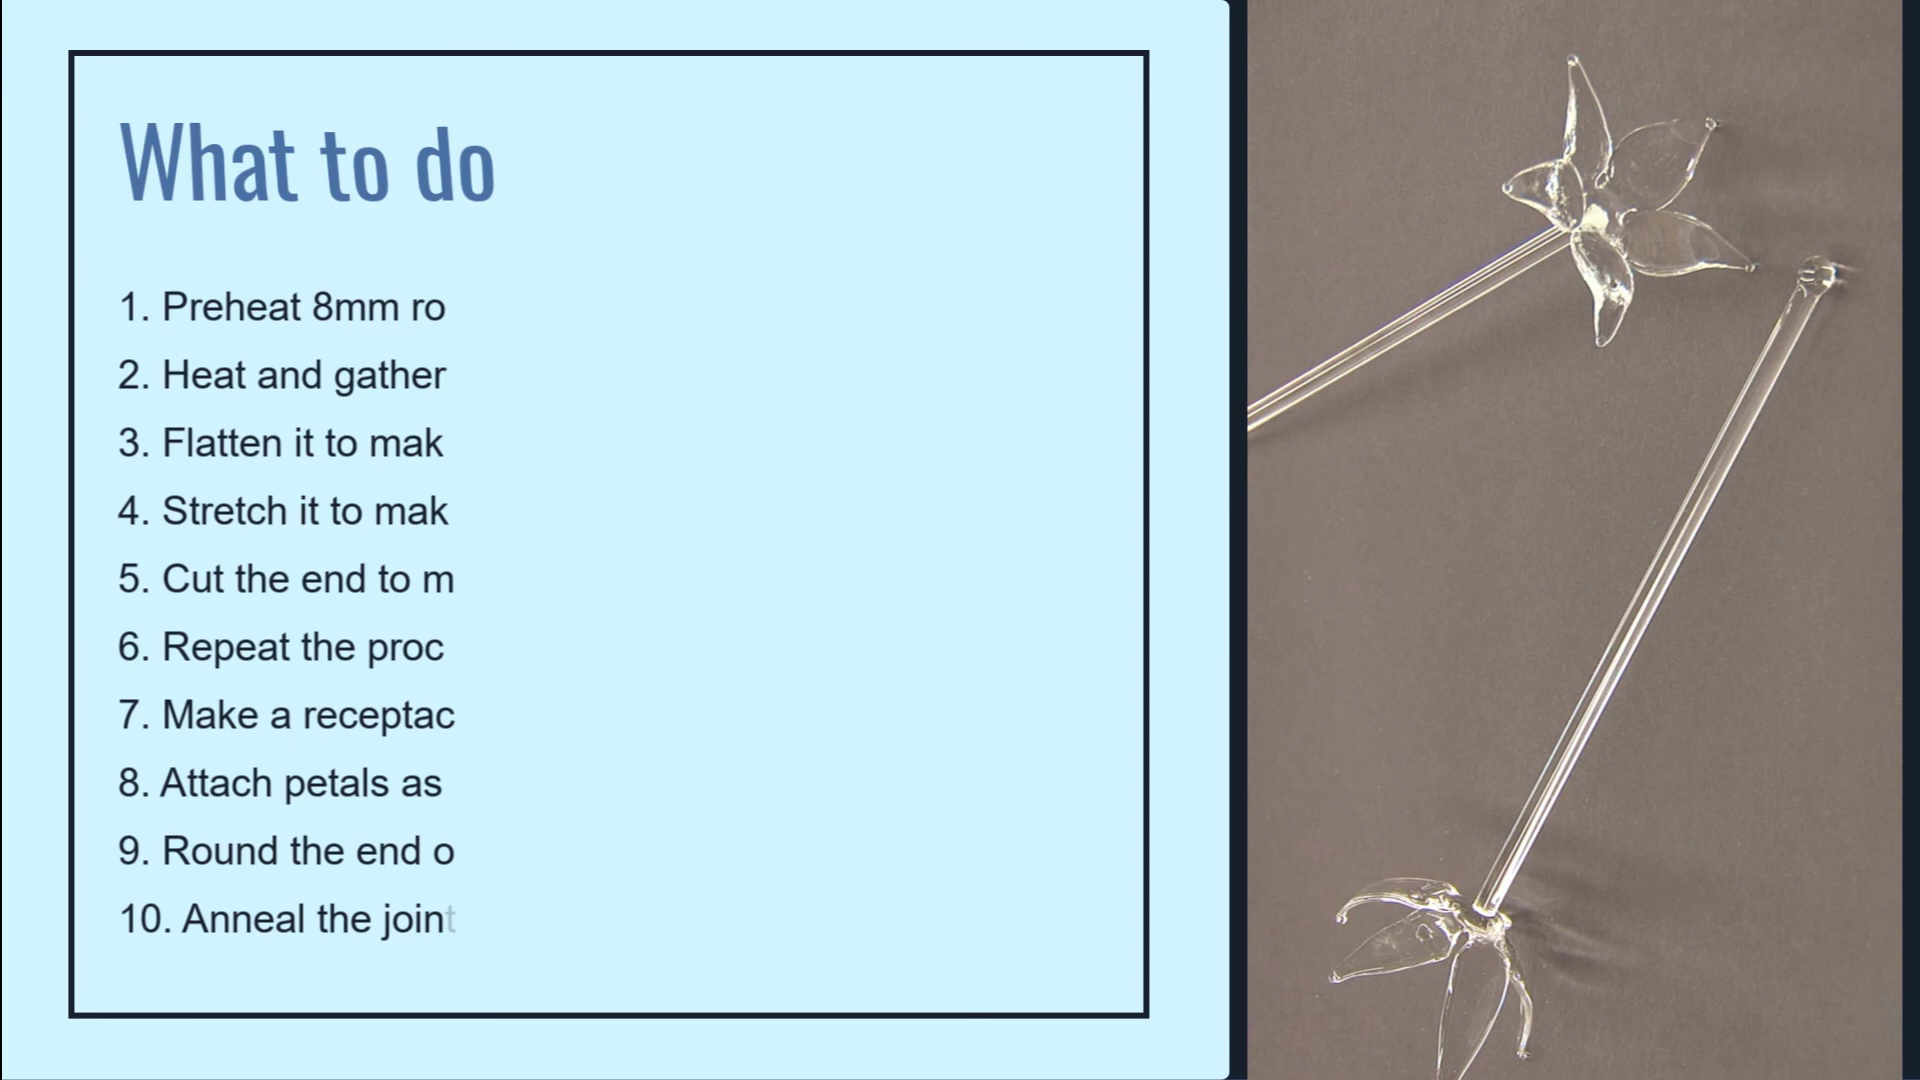 What to do
1. Preheat 8mm ro
2. Heat and gather
3. Flatten it to mak
4. Stretch it to mak
5. Cut the end to m
6. Repeat the proc
7. Make a receptac
8. Attach petals as
9. Round the end o
10. Anneal the joint